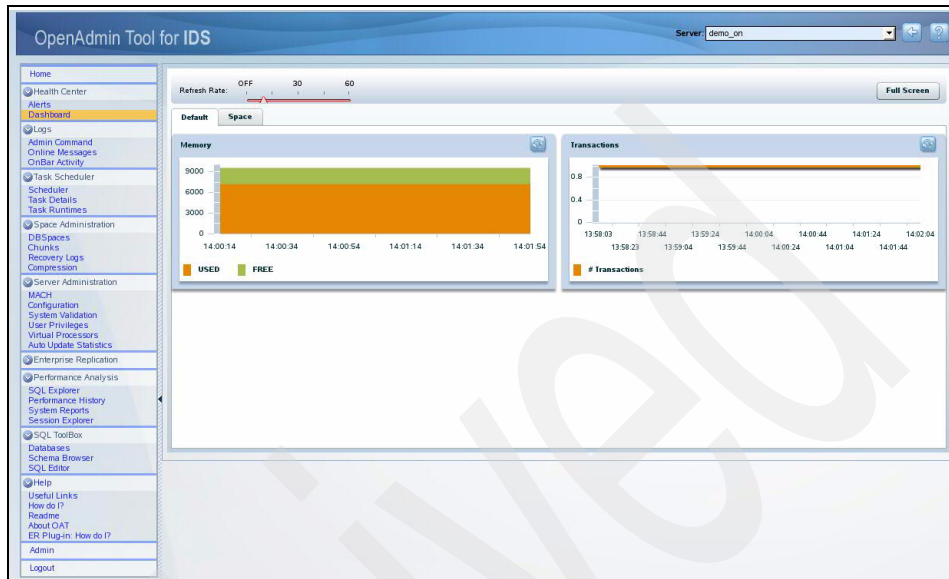 OpenAdmin Tool for IDS
Server: demo_on
Home
Health Center
Alerts
Dashboard
Logs
Admin Command
Online Messages
OnBar Activity
Task Scheduler
Scheduler
Task Details
Task Runtimes
Space Administration
DBSpaces
Chunks
Recovery Logs
Compression
Server Administration
MACH
Configuration
System Validation
User Privileges
Virtual Processors
Auto Update Statistics
Enterprise Replication
Performance Analysis
SQL Explorer
Performance History
System Reports
Session Explorer
SQL ToolBox
Databases
Schema Browser
SQL Editor
Help
Useful Links
How do I?
Readme
About OAT
ER Plug-in: How do I?
Admin
Logout
Refresh Rate: OFF 30 60
Full Screen
Default Space
Memory
9000
6000
3000
0
14:00:14 14:00:34 14:00:54 14:01:14 14:01:34 14:01:54
USED FREE
Transactions
0.8
0.4
0
13:58:03 13:58:44 13:59:24 14:00:04 14:00:44 14:01:24 14:02:04
13:58:23 13:59:04 13:59:44 14:00:24 14:01:04 14:01:44
# Transactions